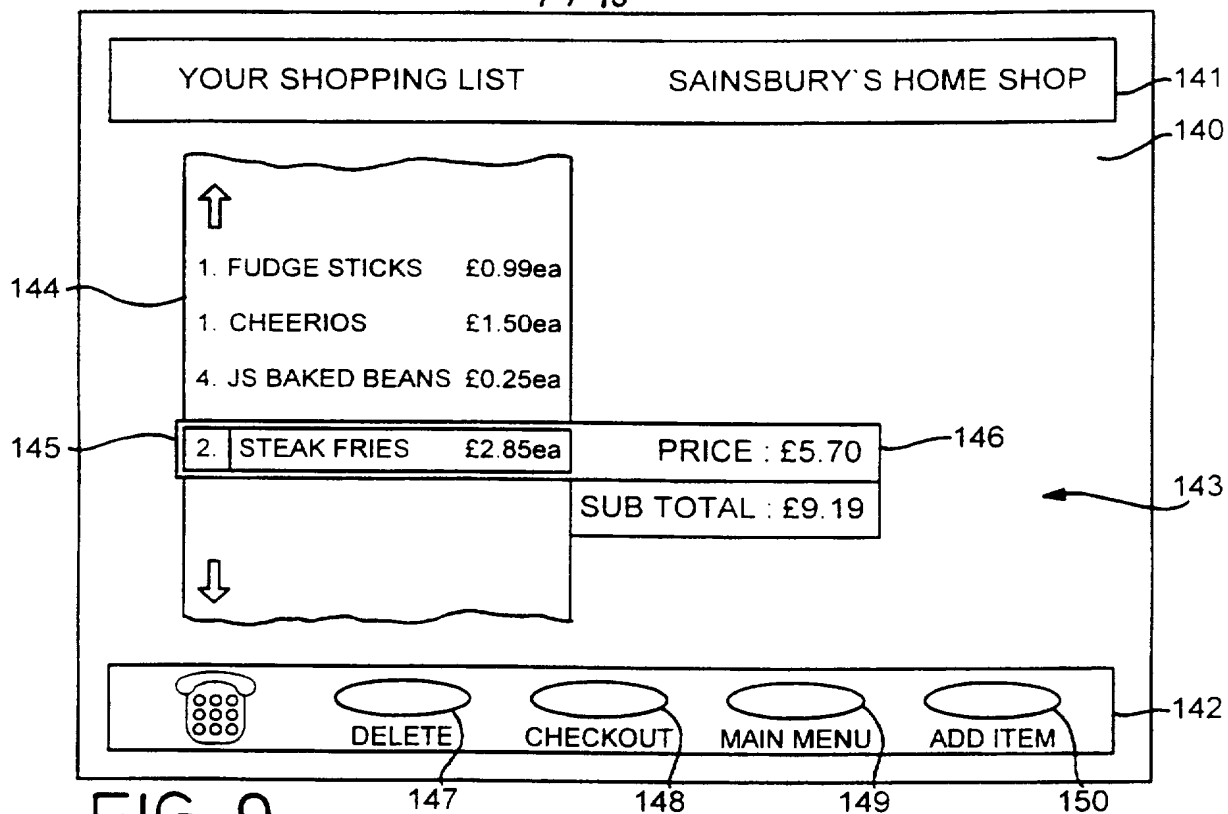 YOUR SHOPPING LIST SAINSBURY`S HOME SHOP
141
140
1. FUDGE STICKS £0.99ea
144
1. CHEERIOS £1.50ea
4. JS BAKED BEANS £0.25ea
145 2. STEAK FRIES £2.85ea PRICE : £5.70 146
143
SUB TOTAL : £9.19
142
DELETE CHECKOUT MAIN MENU ADD ITEM
147 148 149 150
FIG. 9